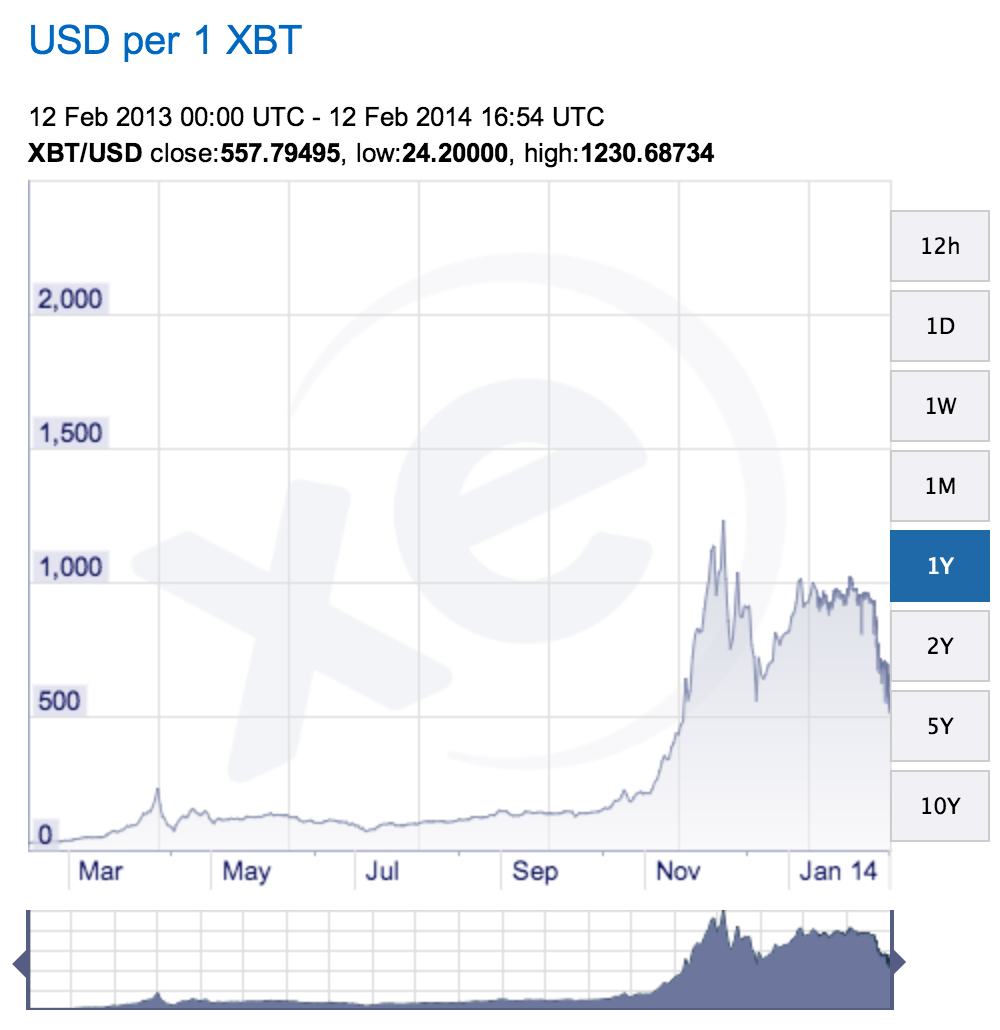 USD per 1 XBT
12 Feb 2013 00:00 UTC - 12 Feb 2014 16:54 UTC
XBT/USD close:557.79495, low:24.20000, high:1230.68734
2,000
1,500
1,000
500
0
Mar May Jul Sep Nov Jan 14
xe
12h
1D
1W
1M
1Y
2Y
5Y
10Y